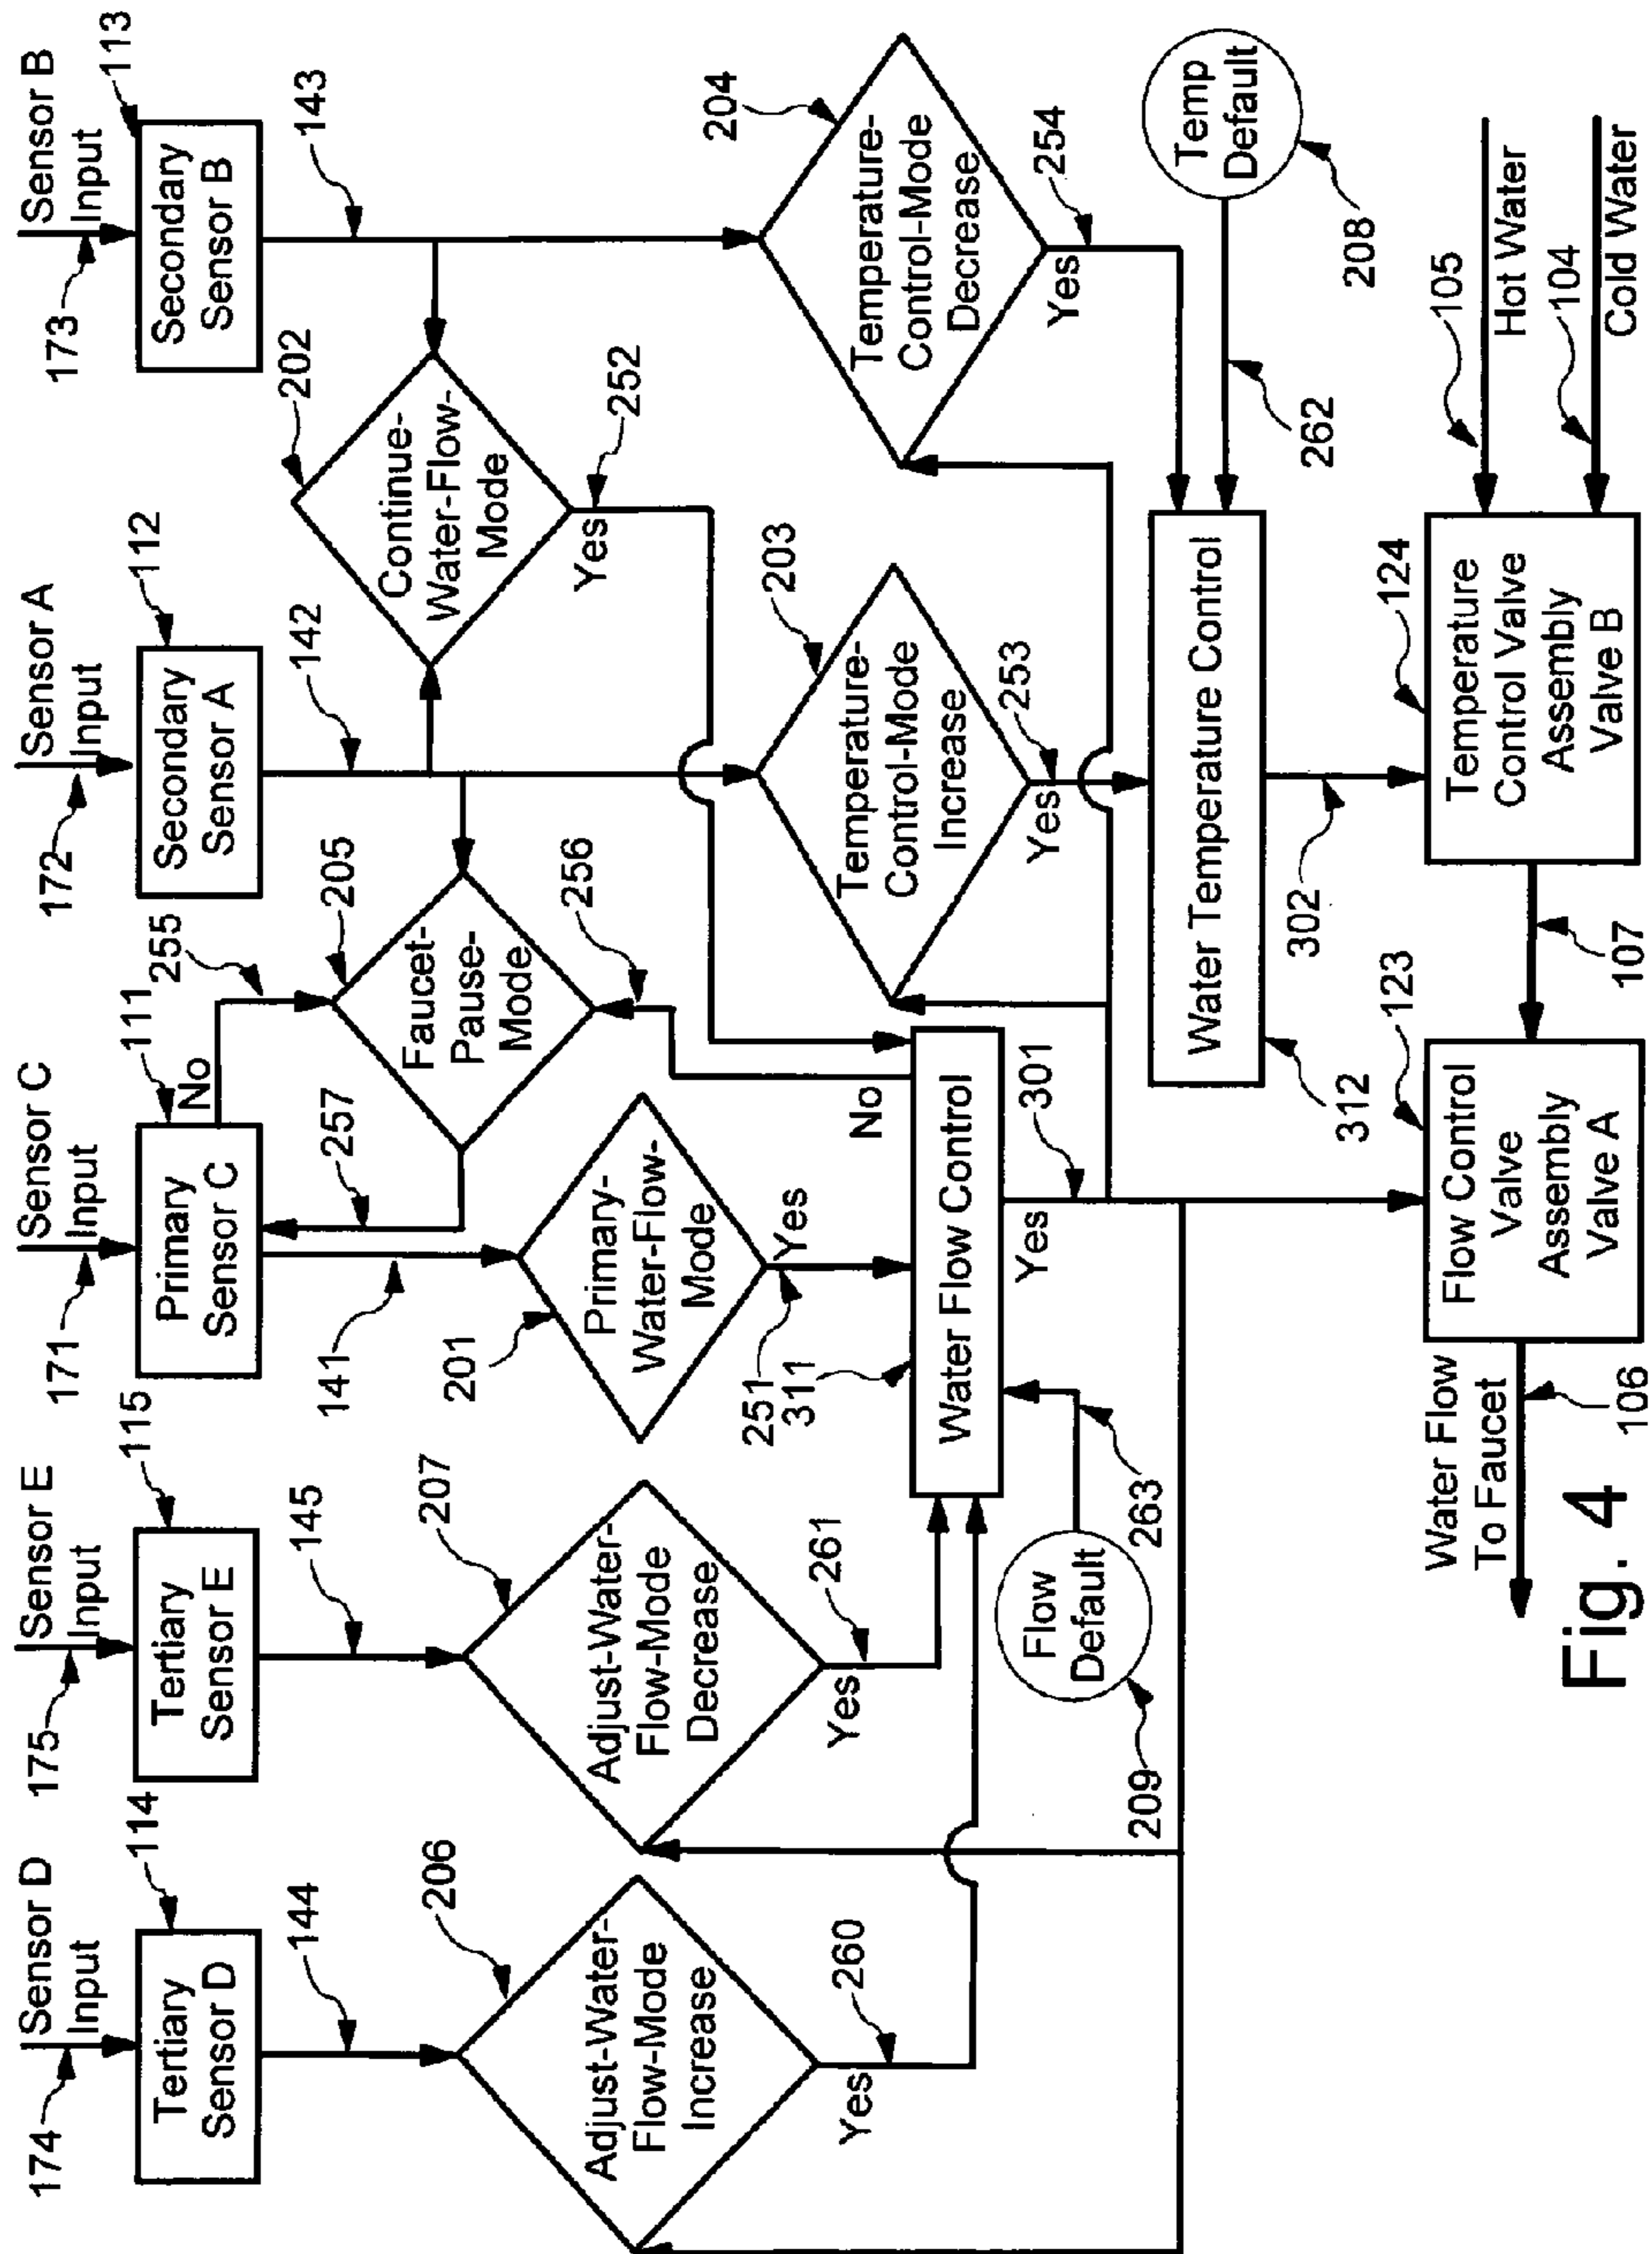 174
Sensor D
Input
175
Sensor E
Input
171
Sensor C
Input
172
Sensor A
Input
173
Sensor B
Input
114
115
111
112
113
Tertiary
Sensor D
Tertiary
Sensor E
Primary
Sensor C
No
255
Secondary
Sensor A
Secondary
Sensor B
144
145
141
257
205
142
202
143
206
207
201
Faucet-
Pause-
Mode
256
Continue-
Water-Flow-
Mode
Yes
252
Adjust-Water-
Flow-Mode
Increase
Yes
260
Adjust-Water-
Flow-Mode
Decrease
Yes
261
Primary-
Water-Flow-
Mode
251
Yes
311
203
Temperature-
Control-Mode
Increase
Yes
253
204
Temperature-
Control-Mode
Decrease
Yes
254
Water Flow Control
No
Yes
301
Flow
Default
209
263
Water Temperature Control
312
302
262
Temp
Default
208
Water Flow
To Faucet
106
123
Flow Control
Valve
Assembly
Valve A
107
124
Temperature
Control Valve
Assembly
Valve B
105
Hot Water
104
Cold Water
Fig. 4